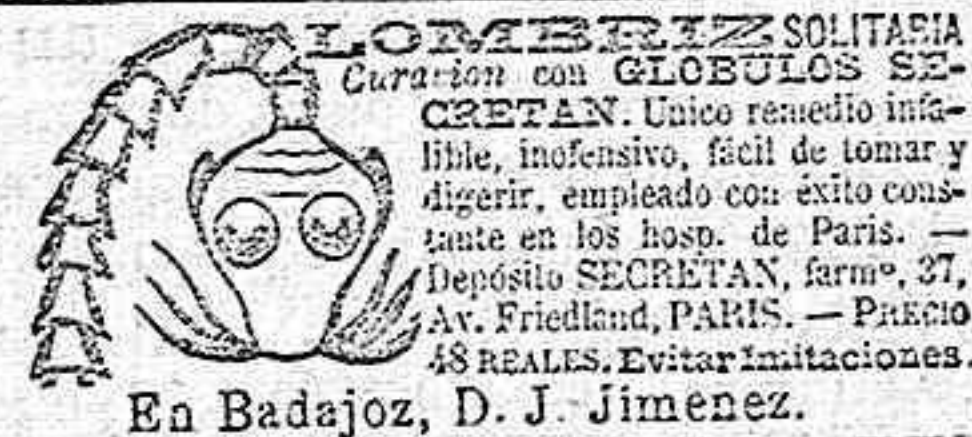 LOMBRIZ SOLITARIA
Curacion con GLOBULOS SE-
CRETAN. Unico remedio infa-
lible, inofensivo, fácil de tomar y
digerir, empleado con éxito cons-
tante en los hosp. de Paris. —
Depósito SECRETAN, farmº, 37,
Av. Friedland, PARIS. — PRECIO
48 REALES. Evitar Imitaciones.
En Badajoz, D. J. Jimenez.